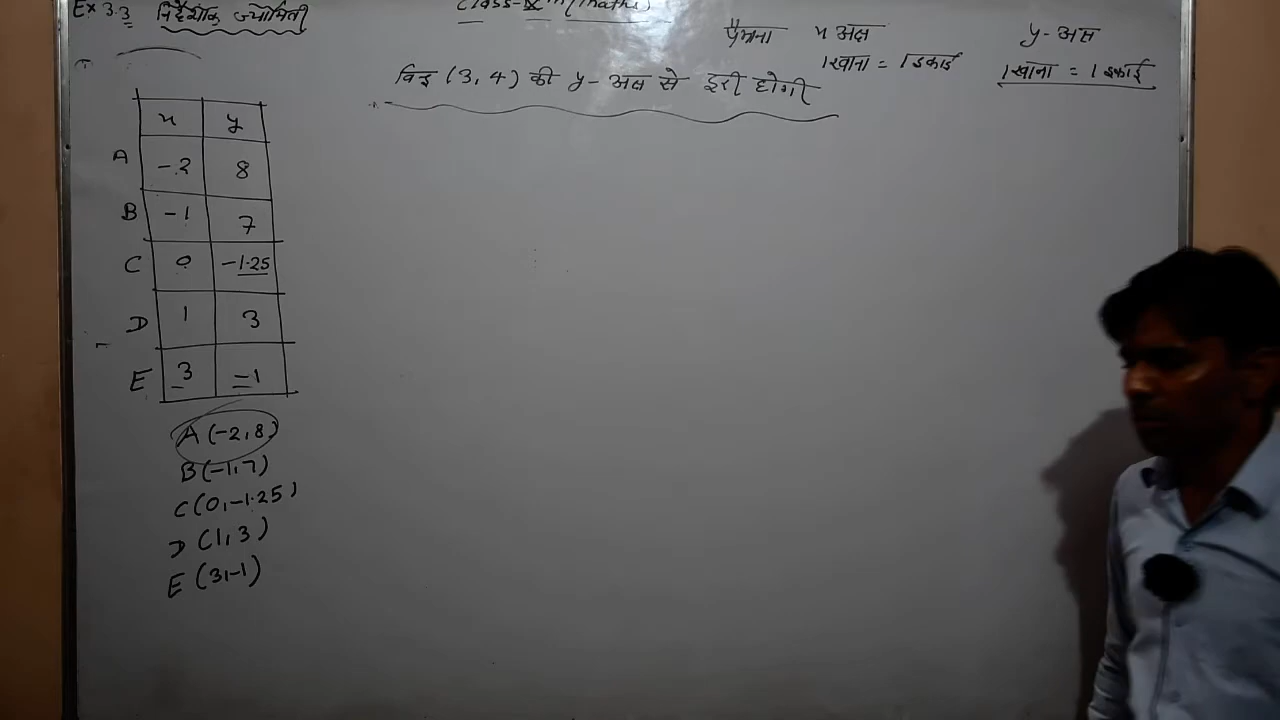 Ex 3.3 निर्देशांक ज्योमिती
Class-IX th (Maths)
पैमाना x अक्ष y-अक्ष
1खाना = 1इकाई 1खाना = 1इकाई
बिन्दु (3, 4) की y-अक्ष से दूरी होगी
x y
A -2 8
B -1 7
C 0 -1.25
D 1 3
E 3 -1
A (-2, 8)
B (-1, 7)
C (0, -1.25)
D (1, 3)
E (3, -1)